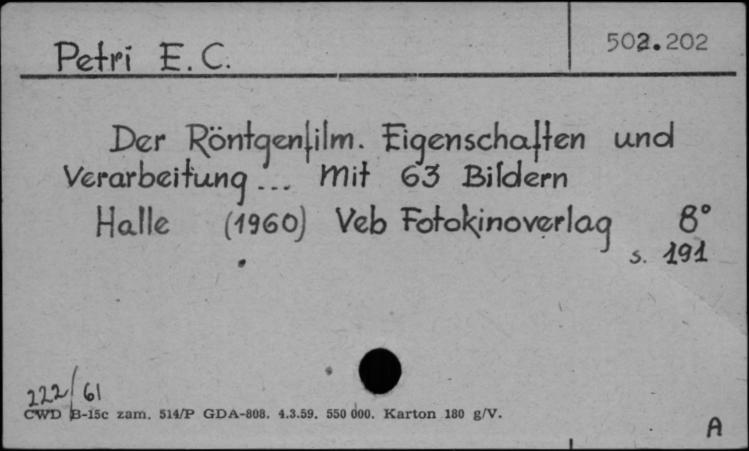 Petri E. C.
502.202
Der Röntgenfilm. Eigenschaften und
Verarbeitung ... Mit 63 Bildern
Halle (1960) Veb Fotokinoverlag 8°
s. 191
222/61
CWD B-15c zam. 514/P GDA-808. 4.3.59. 550 000. Karton 180 g/V.
A